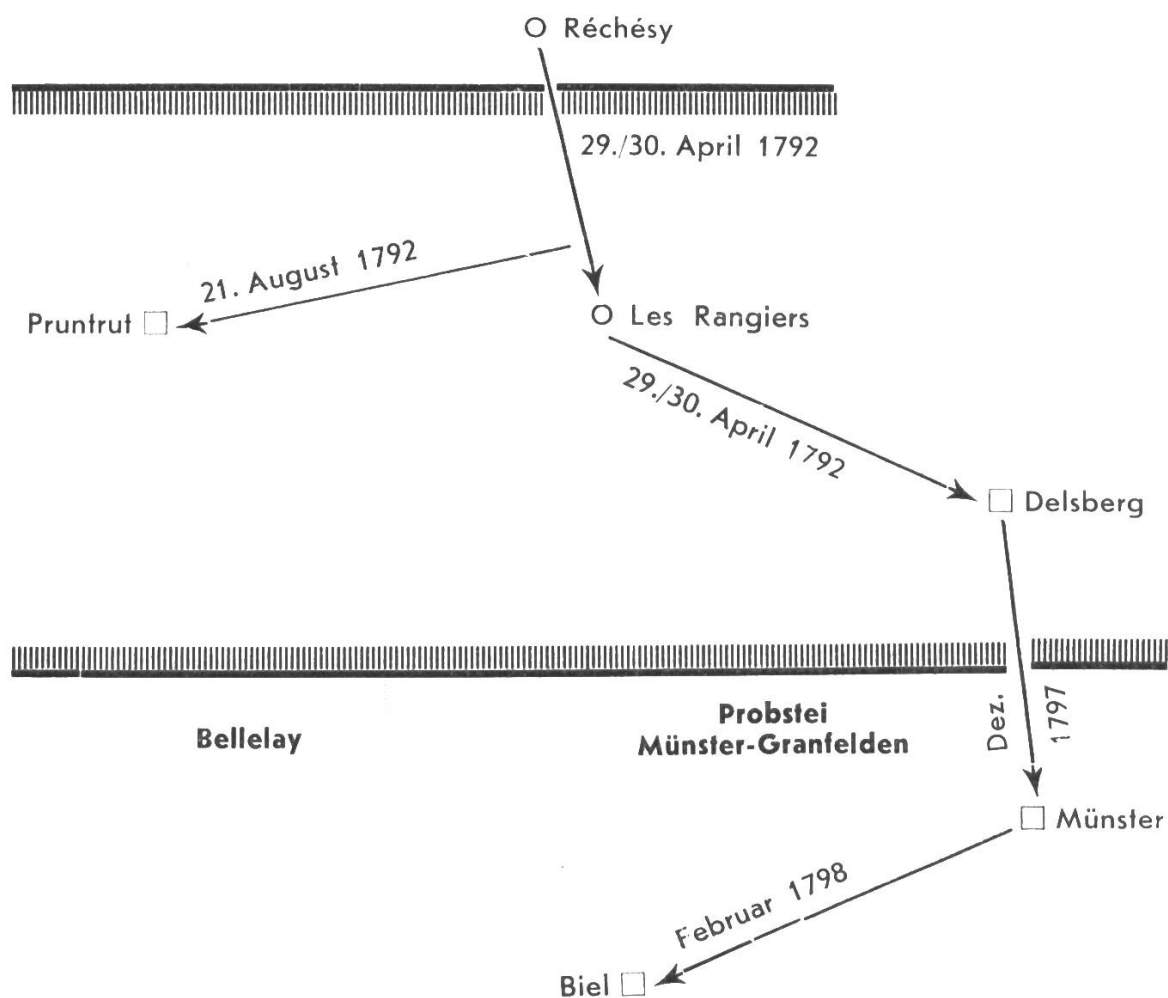 Réchésy
29./30. April 1792
21. August 1792
Pruntrut
Les Rangiers
29./30. April 1792
Delsberg
Bellelay
Probstei
Münster-Granfelden
Dez.
1797
Münster
Februar 1798
Biel